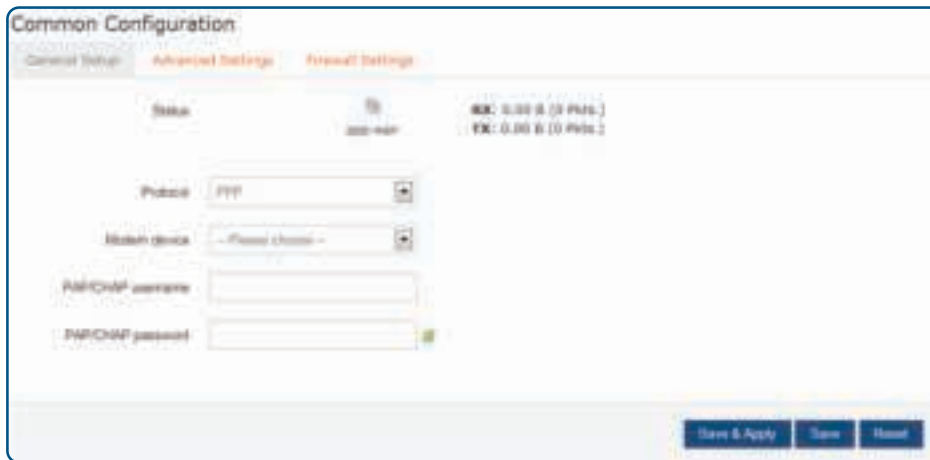 Common Configuration
General Setup Advanced Settings Firewall Settings
Status
RX: 0.00 B (0 Pkts.)
TX: 0.00 B (0 Pkts.)
Protocol PPP
Modem device -- Please choose --
PAP/CHAP username
PAP/CHAP password
Save & Apply Save Reset